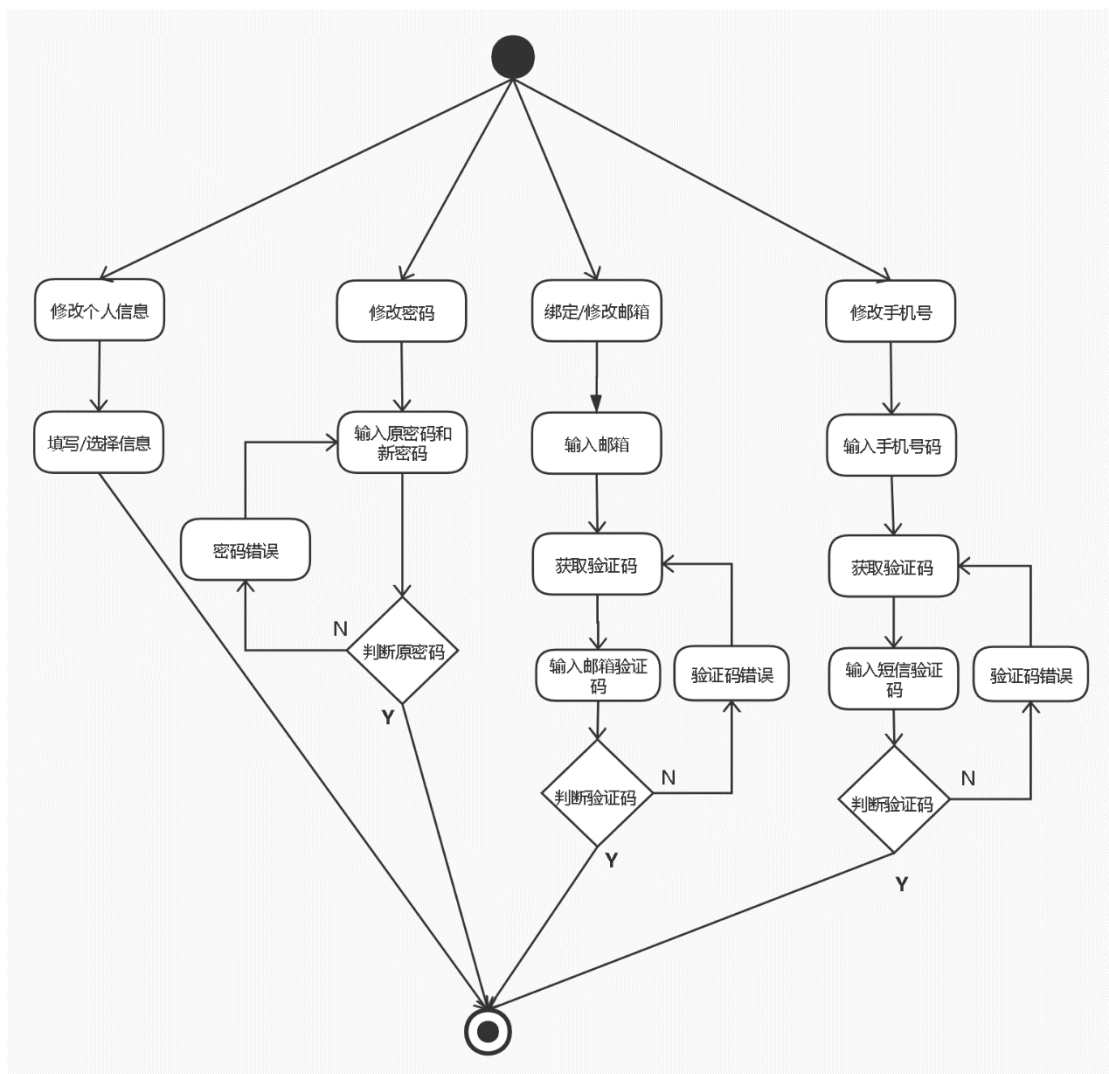 修改个人信息
修改密码
绑定/修改邮箱
修改手机号
填写/选择信息
输入原密码和
新密码
输入邮箱
输入手机号码
密码错误
获取验证码
获取验证码
N
判断原密码
Y
输入邮箱验证
码
验证码错误
输入短信验证
码
验证码错误
判断验证码
N
Y
判断验证码
N
Y